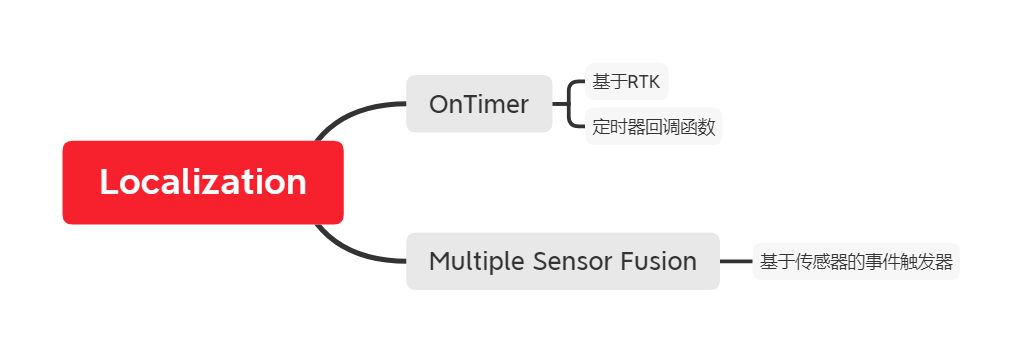 Localization
OnTimer
基于RTK
定时器回调函数
Multiple Sensor Fusion
基于传感器的事件触发器